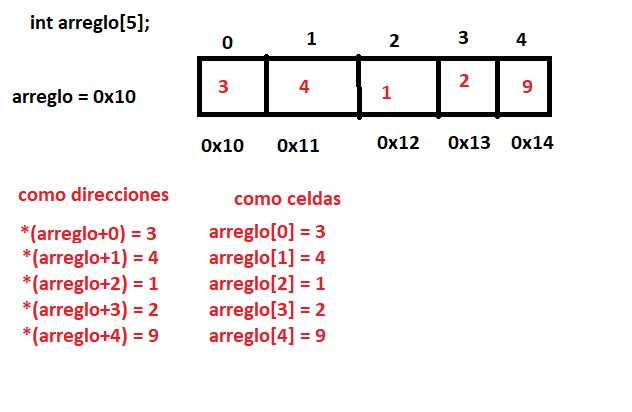 int arreglo[5];
0 1 2 3 4
arreglo = 0x10
3 4 1 2 9
0x10 0x11 0x12 0x13 0x14
como direcciones
*(arreglo+0) = 3
*(arreglo+1) = 4
*(arreglo+2) = 1
*(arreglo+3) = 2
*(arreglo+4) = 9
como celdas
arreglo[0] = 3
arreglo[1] = 4
arreglo[2] = 1
arreglo[3] = 2
arreglo[4] = 9